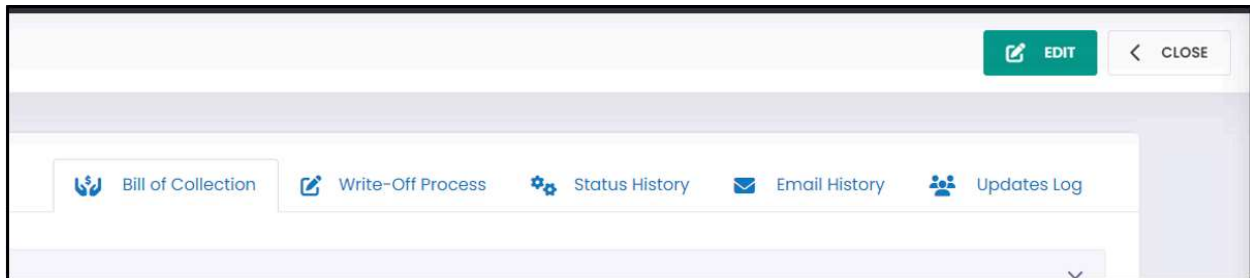 EDIT CLOSE
Bill of Collection Write-Off Process Status History Email History Updates Log